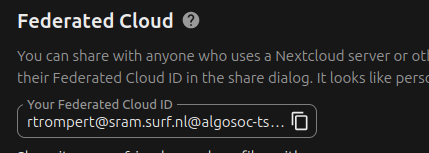 Federated Cloud
You can share with anyone who uses a Nextcloud server or oth
their Federated Cloud ID in the share dialog. It looks like perso
Your Federated Cloud ID
rtrompert@sram.surf.nl@algosoc-ts...